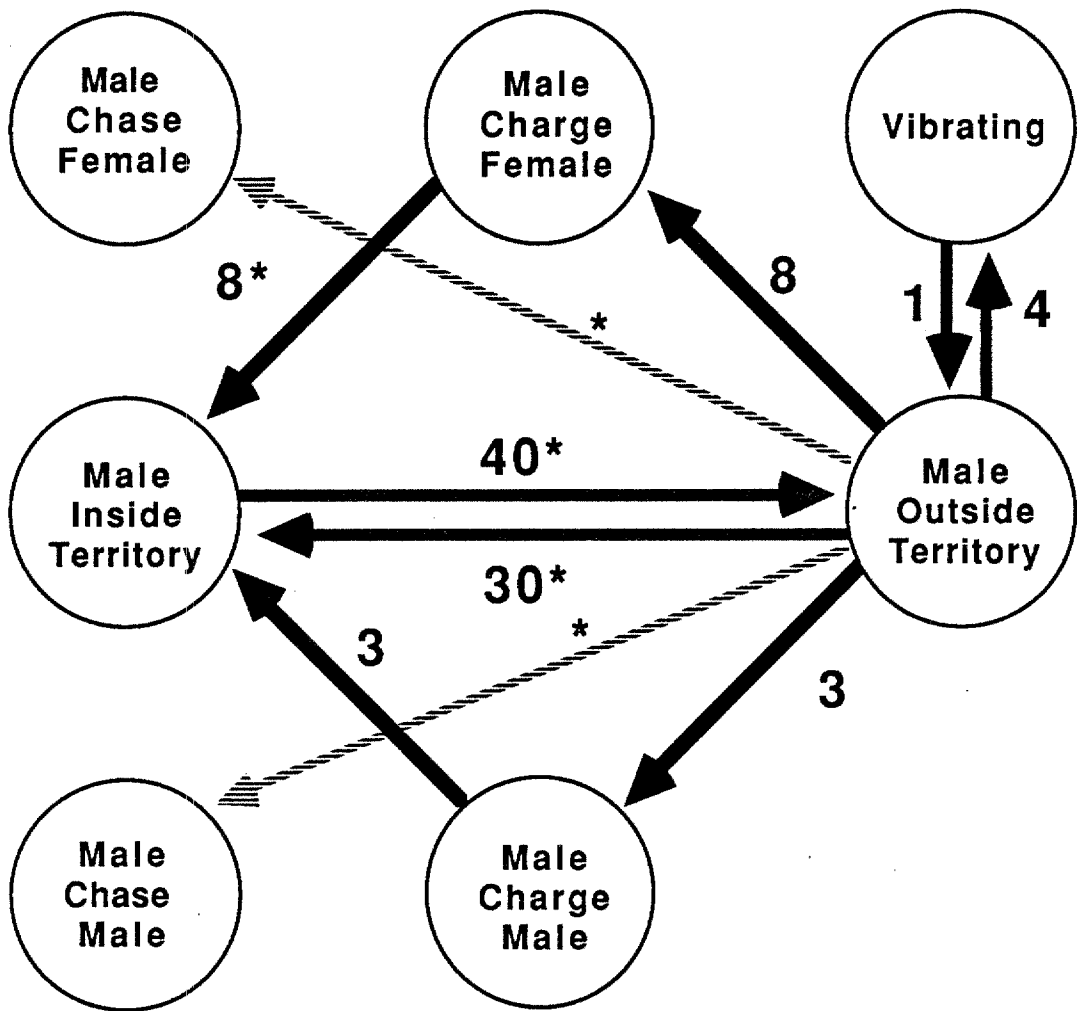 Male
Chase
Female
Male
Charge
Female
Vibrating
8*
*
8
1
4
Male
Inside
Territory
40*
30*
Male
Outside
Territory
*
3
3
Male
Chase
Male
Male
Charge
Male